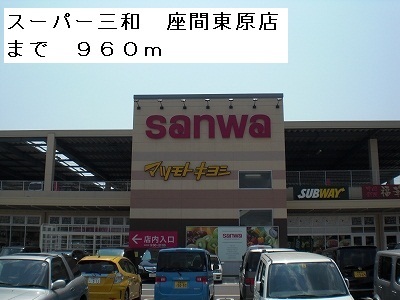 スーパー三和　座間東原店
まで　９６０ｍ
sanwa
マツモトキヨシ
SUBWAY
店内入口
sanwa